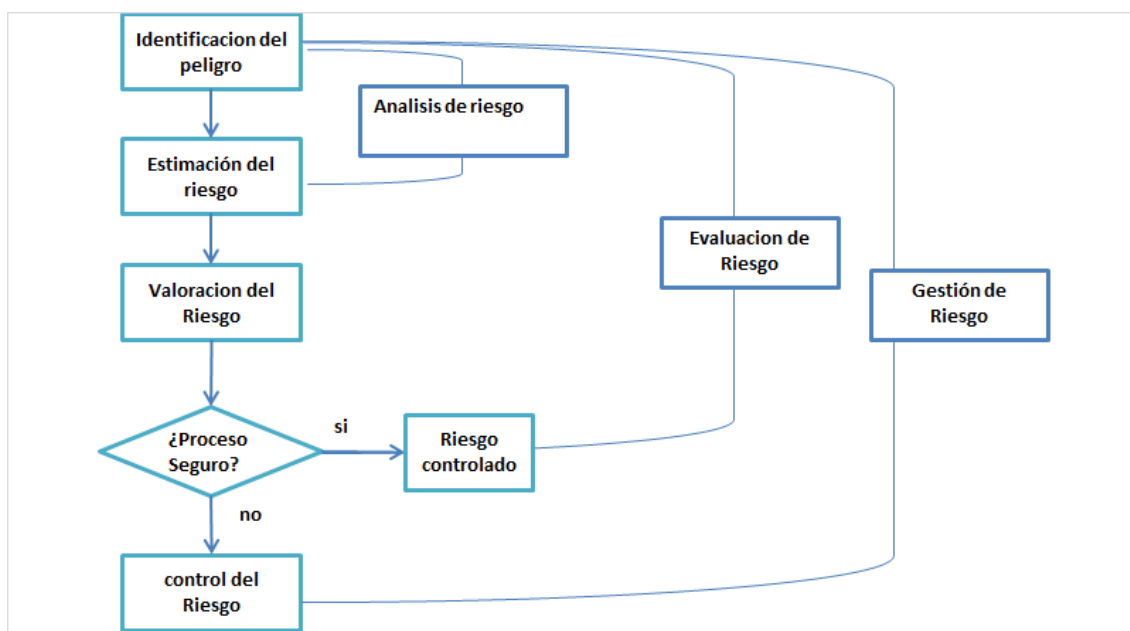 Identificacion del
peligro
Analisis de riesgo
Estimación del
riesgo
Evaluacion de
Riesgo
Valoracion del
Riesgo
Gestión de
Riesgo
¿Proceso
Seguro?
si
Riesgo
controlado
no
control del
Riesgo